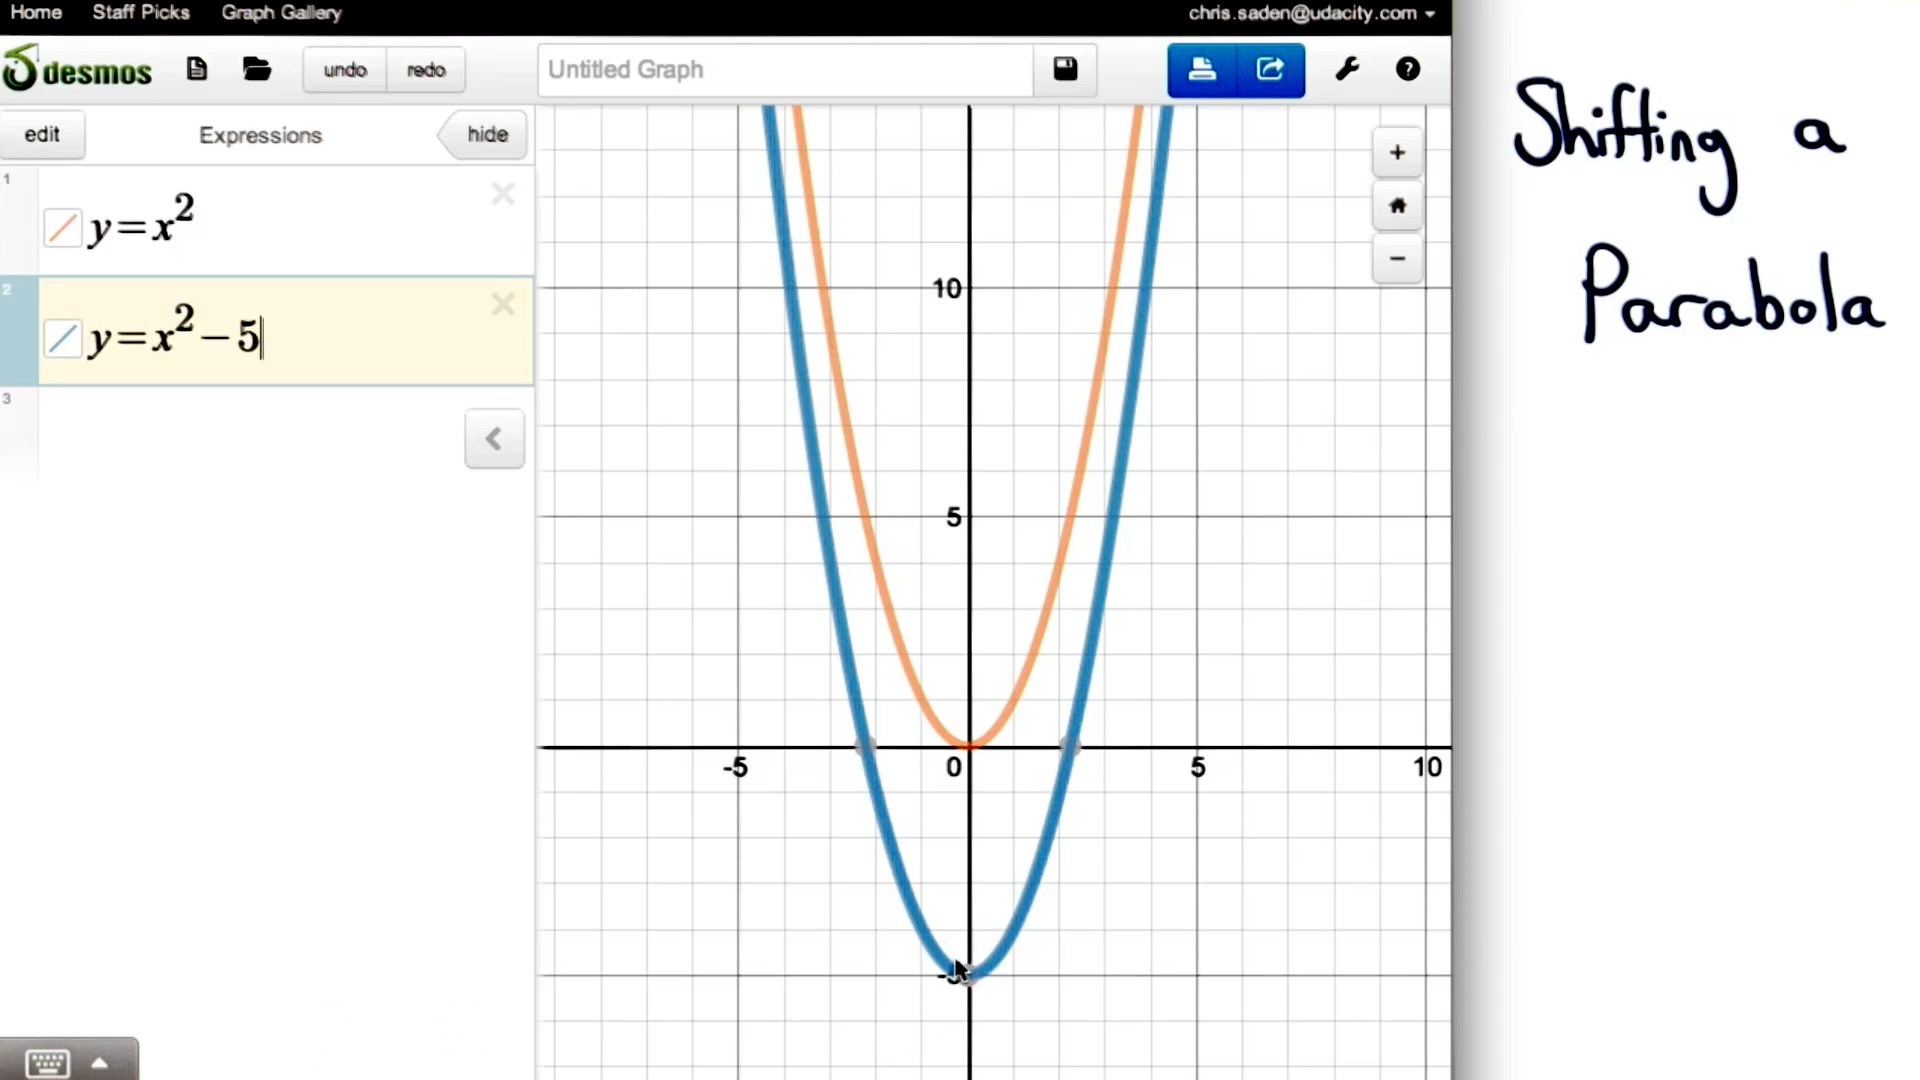 Home Staff Picks Graph Gallery chris.saden@udacity.com
desmos undo redo Untitled Graph
edit Expressions hide
1
y=x²
2
y=x²−5
3
+
−
10
5
-5 0 5 10
Shifting a
Parabola